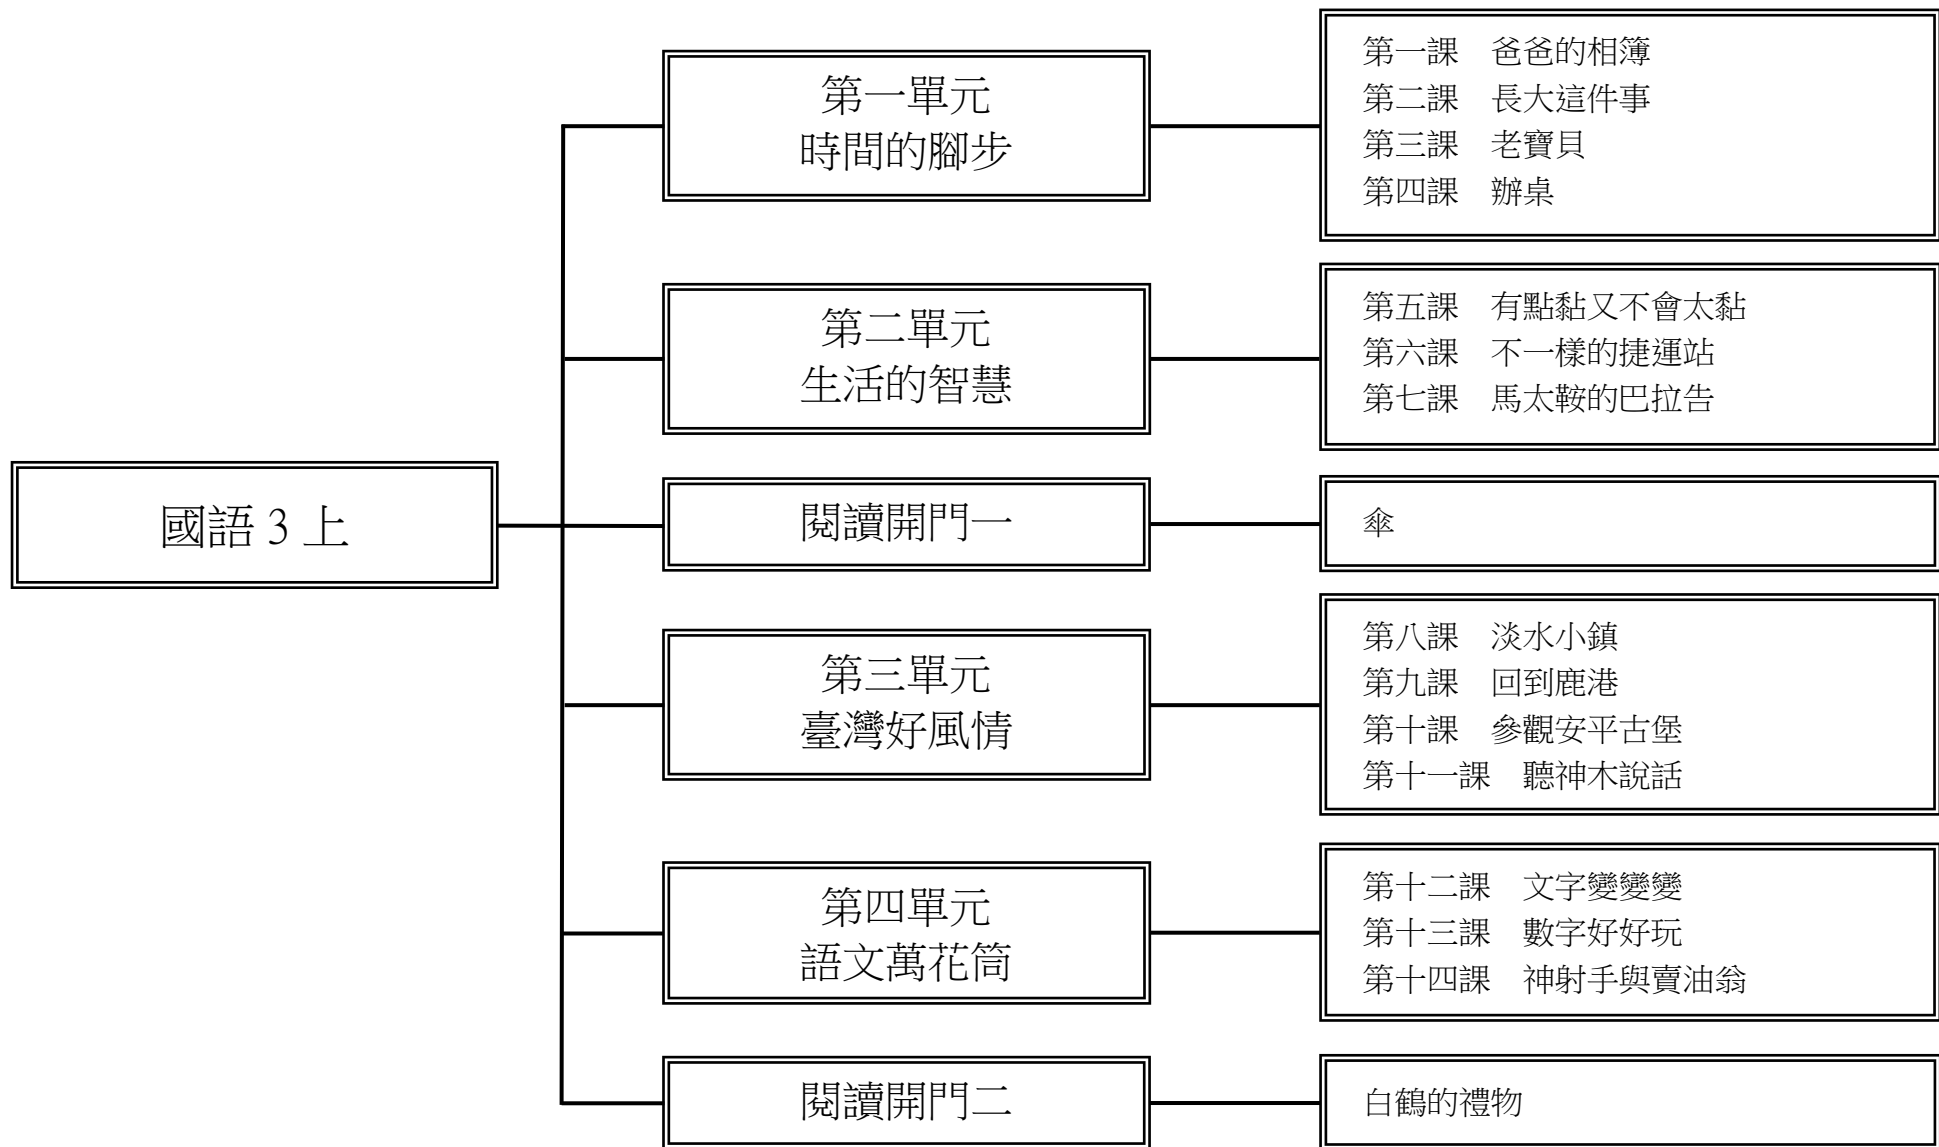 國語 3 上
第一單元
時間的腳步
第一課　爸爸的相簿
第二課　長大這件事
第三課　老寶貝
第四課　辦桌
第二單元
生活的智慧
第五課　有點黏又不會太黏
第六課　不一樣的捷運站
第七課　馬太鞍的巴拉告
閱讀開門一
傘
第三單元
臺灣好風情
第八課　淡水小鎮
第九課　回到鹿港
第十課　參觀安平古堡
第十一課　聽神木說話
第四單元
語文萬花筒
第十二課　文字變變變
第十三課　數字好好玩
第十四課　神射手與賣油翁
閱讀開門二
白鶴的禮物